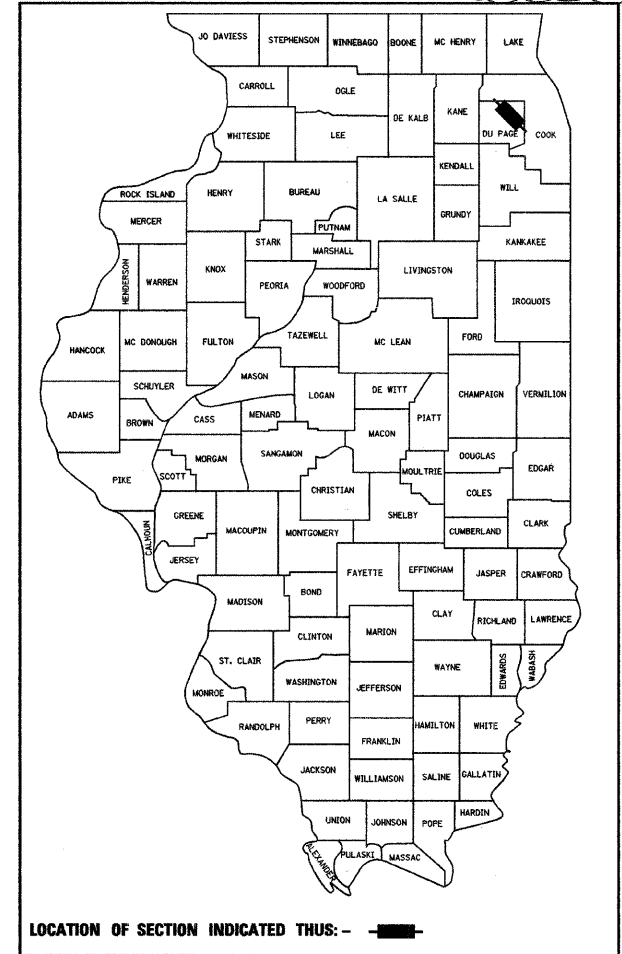 JO DAVIESS
STEPHENSON
WINNEBAGO
BOONE
MC HENRY
LAKE
CARROLL
OGLE
DE KALB
KANE
DU PAGE
COOK
WHITESIDE
LEE
KENDALL
WILL
ROCK ISLAND
HENRY
BUREAU
LA SALLE
GRUNDY
MERCER
PUTNAM
STARK
MARSHALL
KANKAKEE
HENDERSON
WARREN
KNOX
PEORIA
WOODFORD
LIVINGSTON
IROQUOIS
HANCOCK
MC DONOUGH
FULTON
TAZEWELL
MC LEAN
FORD
MASON
SCHUYLER
LOGAN
DE WITT
CHAMPAIGN
VERMILION
ADAMS
BROWN
CASS
MENARD
PIATT
MACON
MORGAN
SANGAMON
DOUGLAS
EDGAR
PIKE
SCOTT
MOULTRIE
CHRISTIAN
COLES
GREENE
SHELBY
CALHOUN
MACOUPIN
MONTGOMERY
CUMBERLAND
CLARK
JERSEY
FAYETTE
EFFINGHAM
JASPER
CRAWFORD
MADISON
BOND
CLAY
RICHLAND
LAWRENCE
CLINTON
MARION
ST. CLAIR
WAYNE
EDWARDS
WABASH
WASHINGTON
JEFFERSON
MONROE
RANDOLPH
PERRY
HAMILTON
WHITE
FRANKLIN
JACKSON
WILLIAMSON
SALINE
GALLATIN
UNION
JOHNSON
POPE
HARDIN
ALEXANDER
PULASKI
MASSAC
LOCATION OF SECTION INDICATED THUS: -